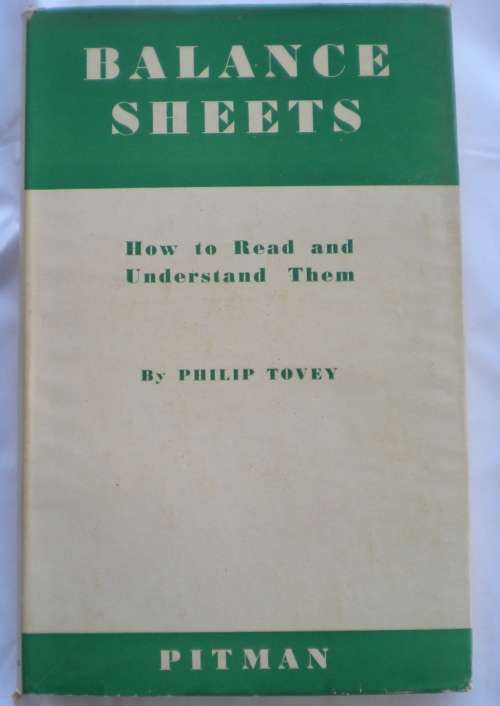 BALANCE
SHEETS
How to Read and
Understand Them
By PHILIP TOVEY
PITMAN